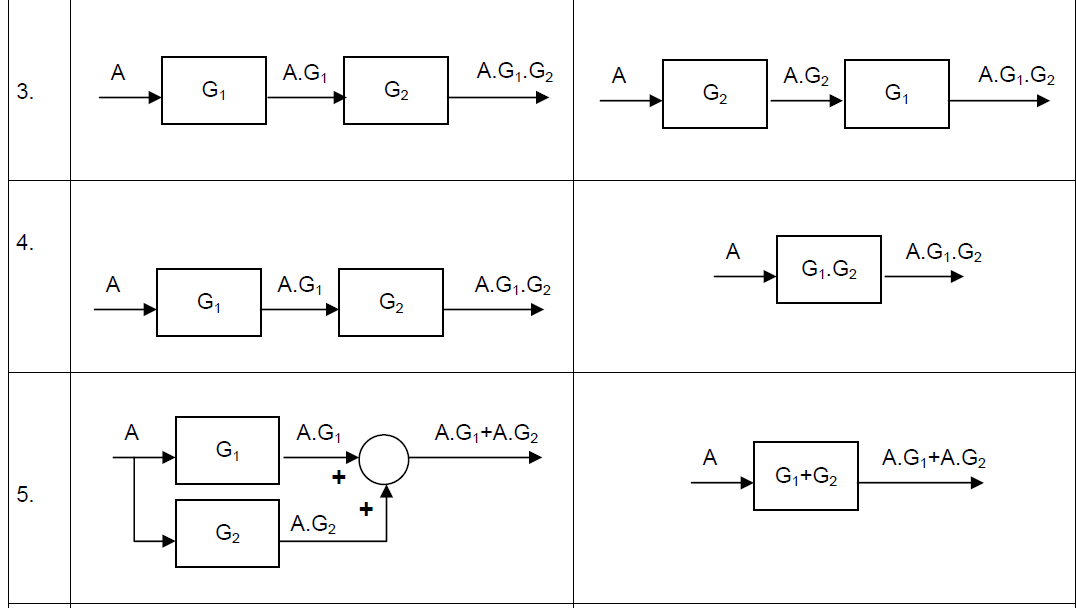 3.
A G₁ A.G₁ G₂ A.G₁.G₂
A G₂ A.G₂ G₁ A.G₁.G₂
4.
A G₁ A.G₁ G₂ A.G₁.G₂
A G₁.G₂ A.G₁.G₂
5.
A G₁ A.G₁ A.G₁+A.G₂
+
+
G₂ A.G₂
A G₁+G₂ A.G₁+A.G₂